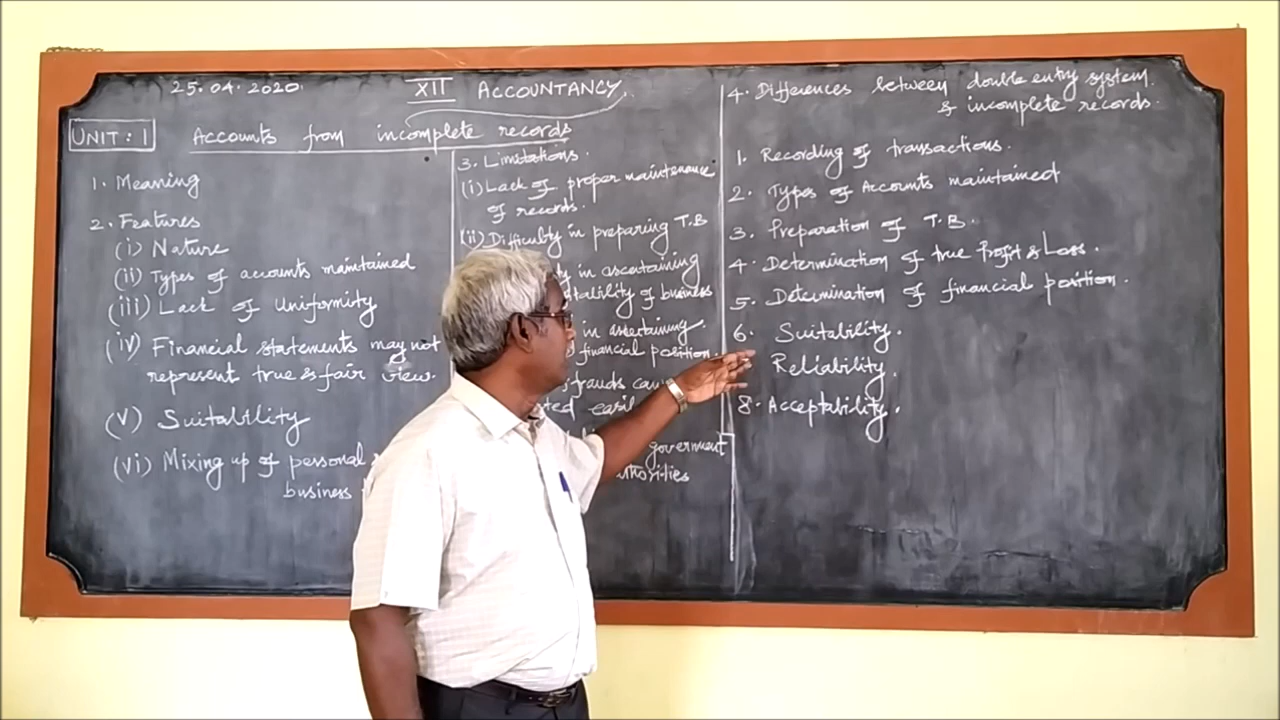 25.04.2020.
XII ACCOUNTANCY.
UNIT: 1
Accounts from incomplete records
1. Meaning
2. Features
(i) Nature
(ii) Types of accounts maintained
(iii) Lack of Uniformity
(iv) Financial statements may not
represent true & fair view.
(v) Suitability
(vi) Mixing up of personal
business
3. Limitations.
(i) Lack of proper maintenance
of records.
(ii) Difficulty in preparing T.B
in ascertaining
of business
in ascertaining.
financial position.
frauds
easily
government
4. Differences between double entry system
& incomplete records.
1. Recording of transactions.
2. Types of Accounts maintained
3. Preparation of T.B.
4. Determination of true Profit & Loss.
5. Determination of financial position.
6. Suitability.
Reliability.
8. Acceptability.